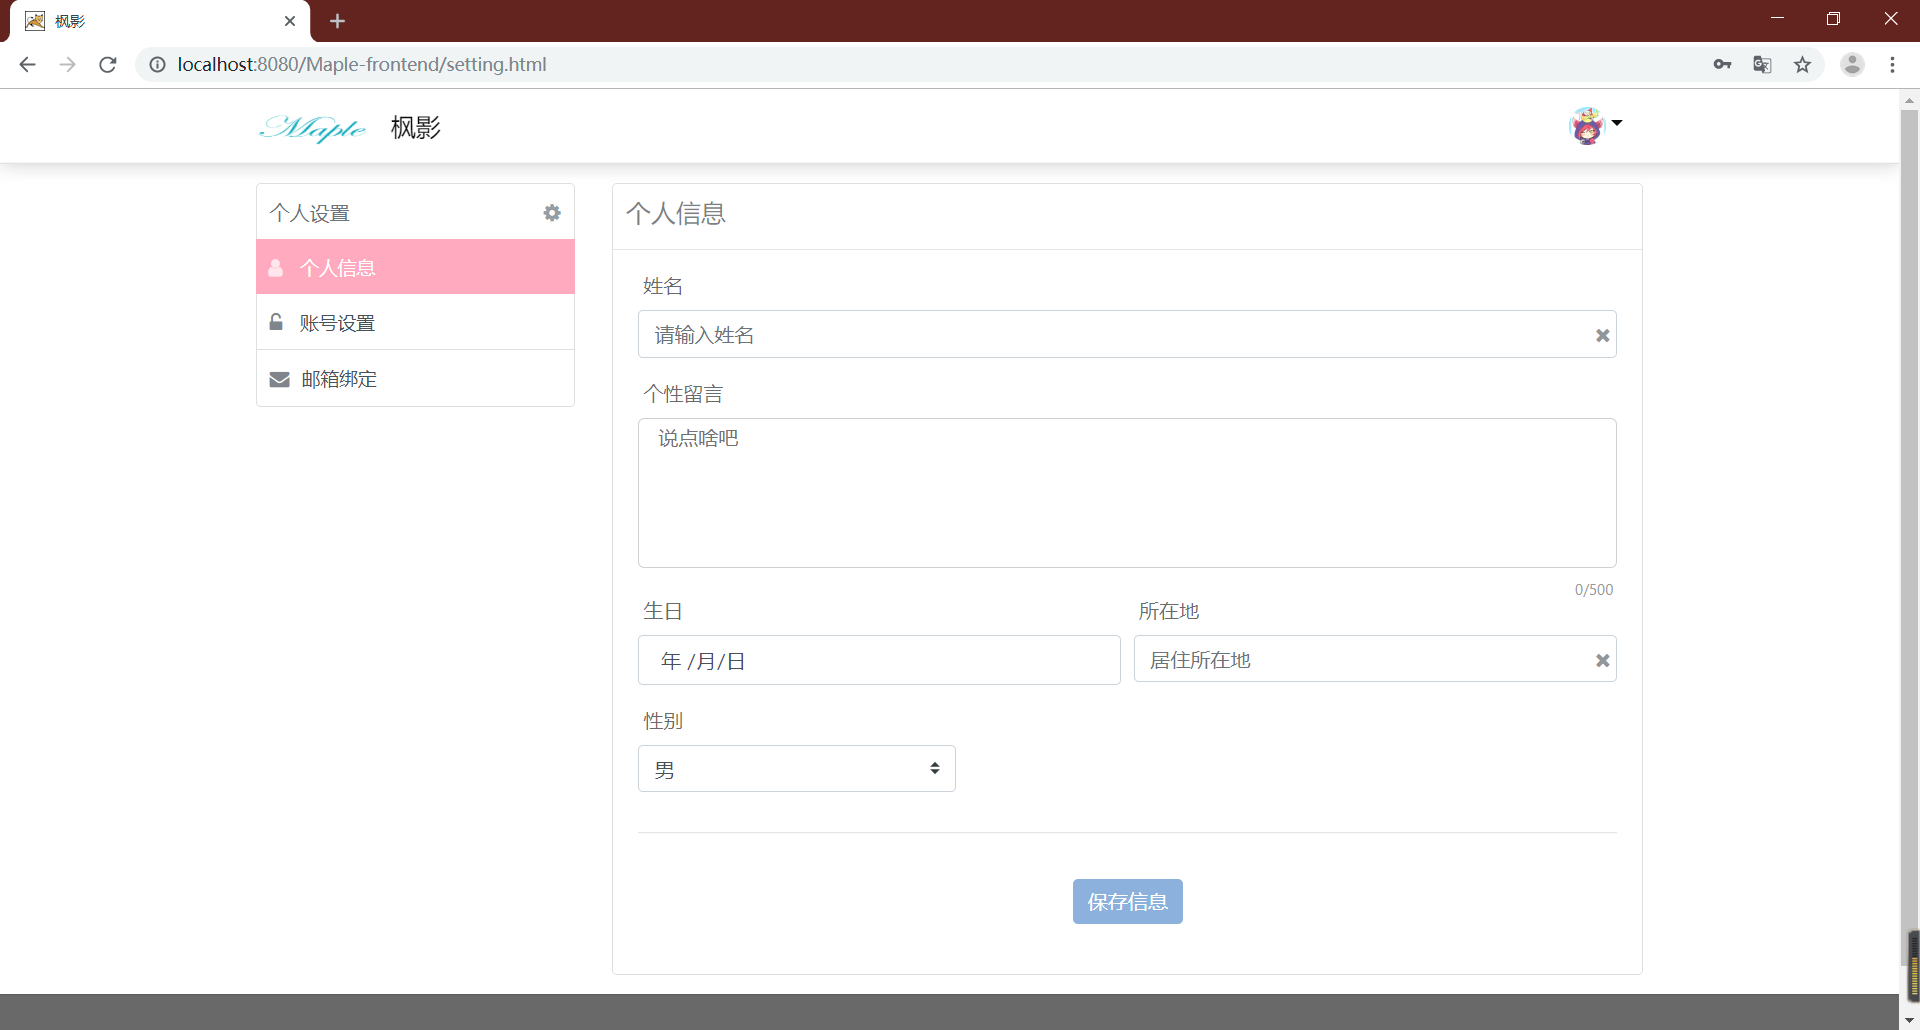 枫影
localhost:8080/Maple-frontend/setting.html
Maple 枫影
个人设置
个人信息
账号设置
邮箱绑定
个人信息
姓名
请输入姓名
个性留言
说点啥吧
0/500
生日 所在地
年 /月/日 居住所在地
性别
男
保存信息